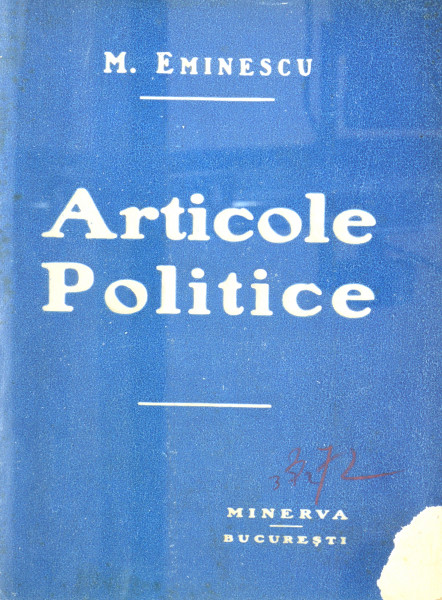 M. EMINESCU
Articole
Politice
MINERVA
BUCUREȘTI